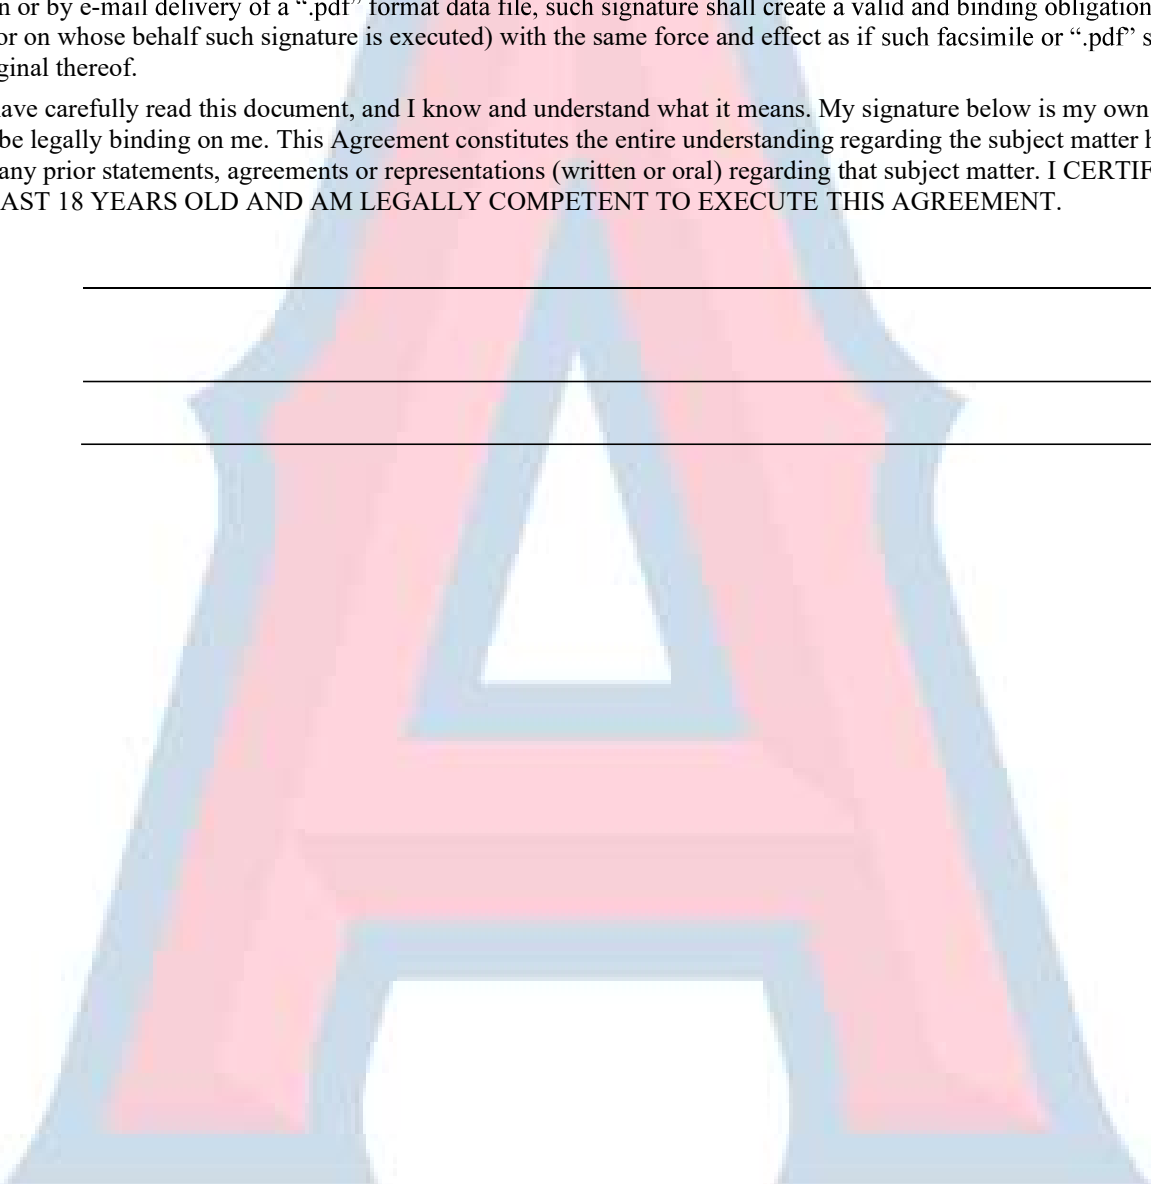 n or by e-mail delivery of a “.pdf” format data file, such signature shall create a valid and binding obligation
or on whose behalf such signature is executed) with the same force and effect as if such facsimile or “.pdf” s
ginal thereof.
ave carefully read this document, and I know and understand what it means. My signature below is my own
be legally binding on me. This Agreement constitutes the entire understanding regarding the subject matter h
any prior statements, agreements or representations (written or oral) regarding that subject matter. I CERTIF
AST 18 YEARS OLD AND AM LEGALLY COMPETENT TO EXECUTE THIS AGREEMENT.
A